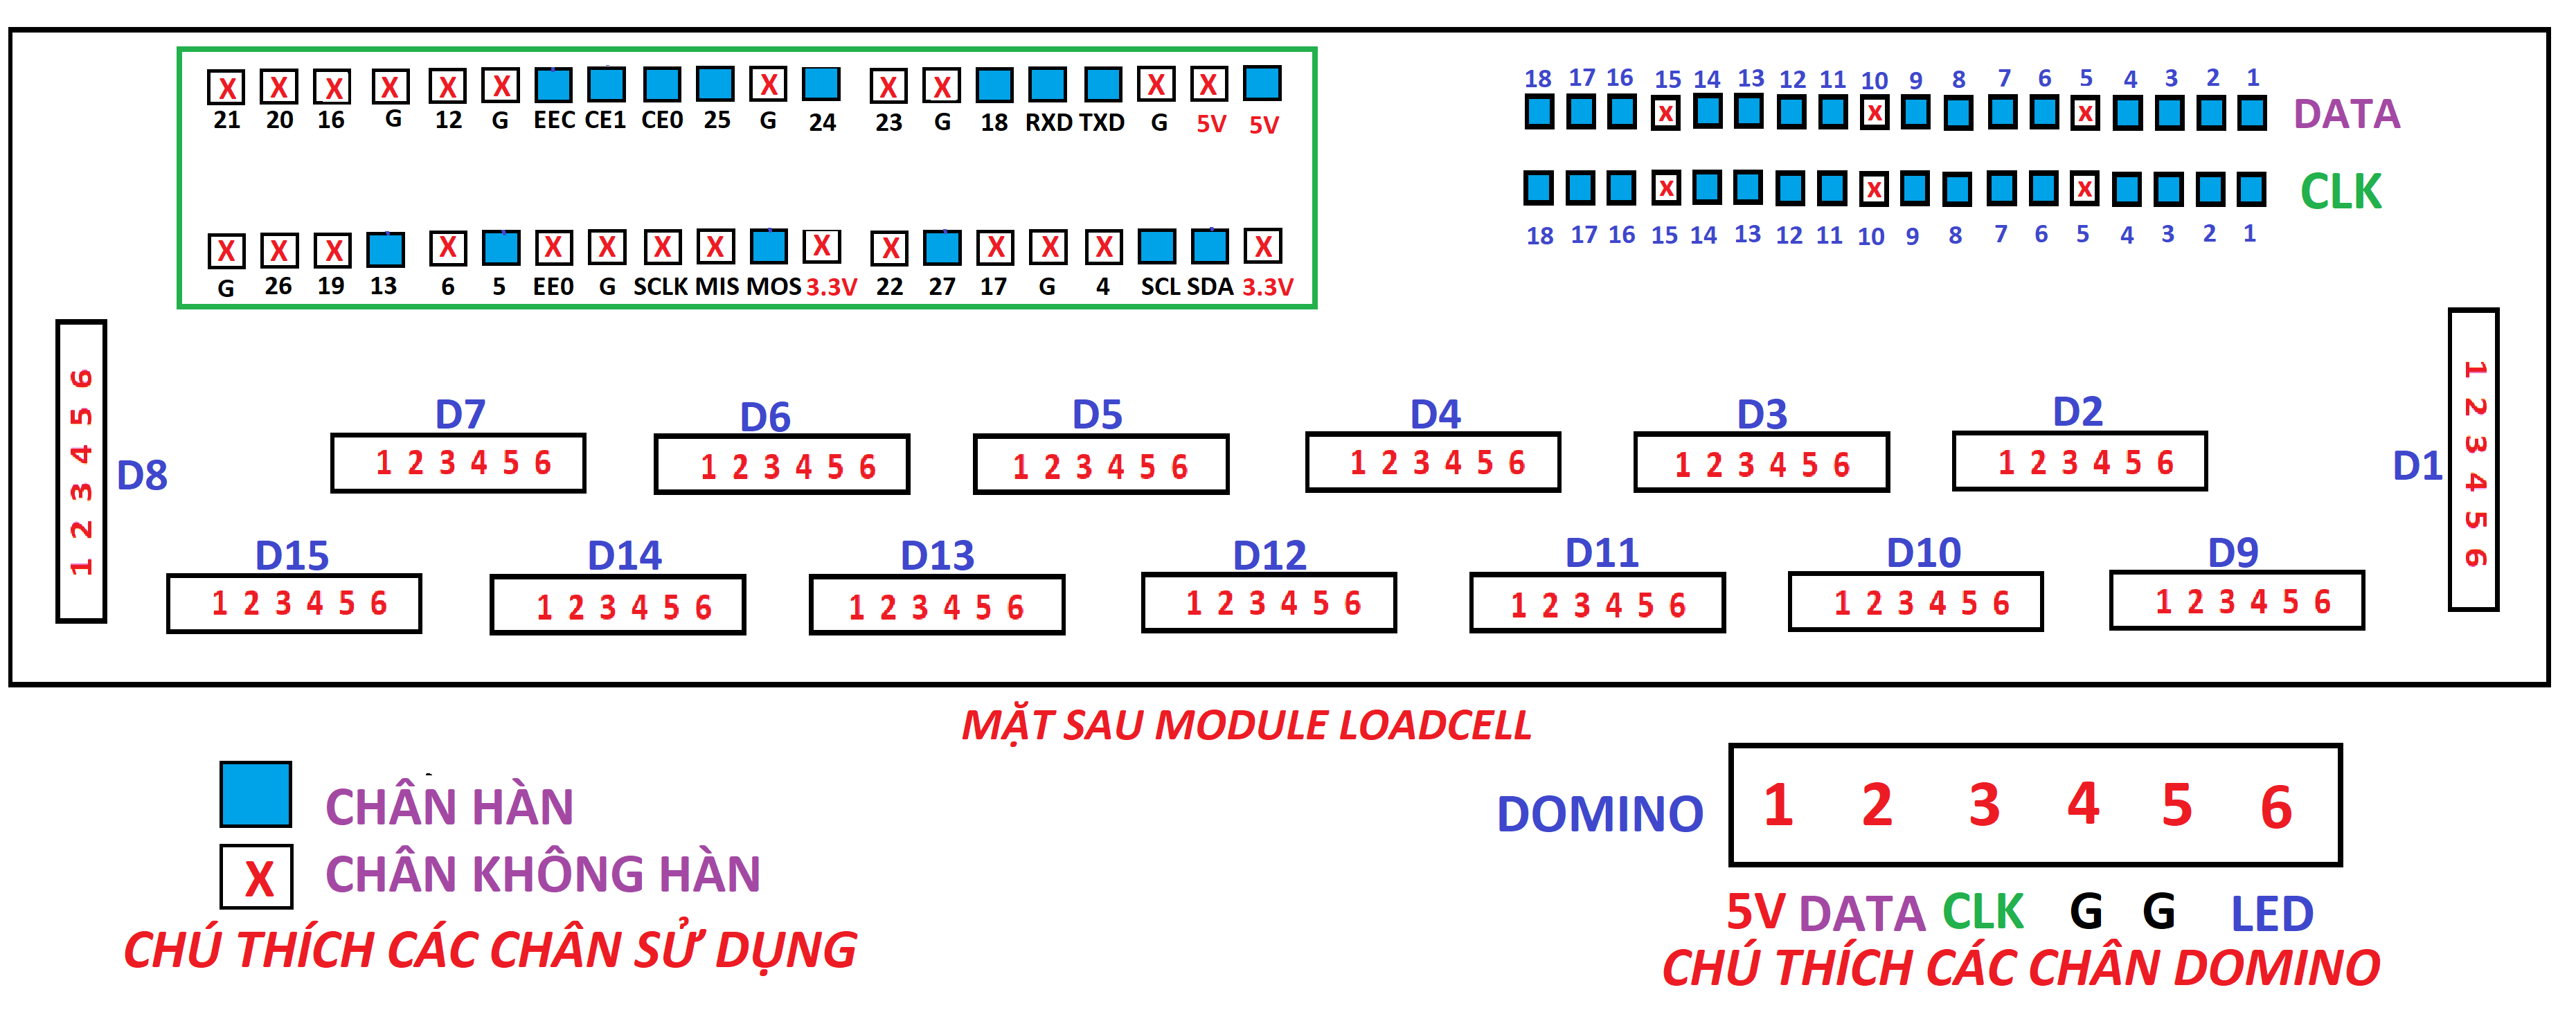 X X X X X X X X X X X
21 20 16 G 12 G EEC CE1 CE0 25 G 24 23 G 18 RXD TXD G 5V 5V
X X X X X X X X X X X X X X
G 26 19 13 6 5 EE0 G SCLK MIS MOS 3.3V 22 27 17 G 4 SCL SDA 3.3V
18 17 16 15 14 13 12 11 10 9 8 7 6 5 4 3 2 1
X X X DATA
X X X CLK
18 17 16 15 14 13 12 11 10 9 8 7 6 5 4 3 2 1
1 2 3 4 5 6
D8
D7
1 2 3 4 5 6
D6
1 2 3 4 5 6
D5
1 2 3 4 5 6
D4
1 2 3 4 5 6
D3
1 2 3 4 5 6
D2
1 2 3 4 5 6
D1
1 2 3 4 5 6
D15
1 2 3 4 5 6
D14
1 2 3 4 5 6
D13
1 2 3 4 5 6
D12
1 2 3 4 5 6
D11
1 2 3 4 5 6
D10
1 2 3 4 5 6
D9
1 2 3 4 5 6
MẶT SAU MODULE LOADCELL
CHÂN HÀN
X CHÂN KHÔNG HÀN
CHÚ THÍCH CÁC CHÂN SỬ DỤNG
DOMINO 1 2 3 4 5 6
5V DATA CLK G G LED
CHÚ THÍCH CÁC CHÂN DOMINO